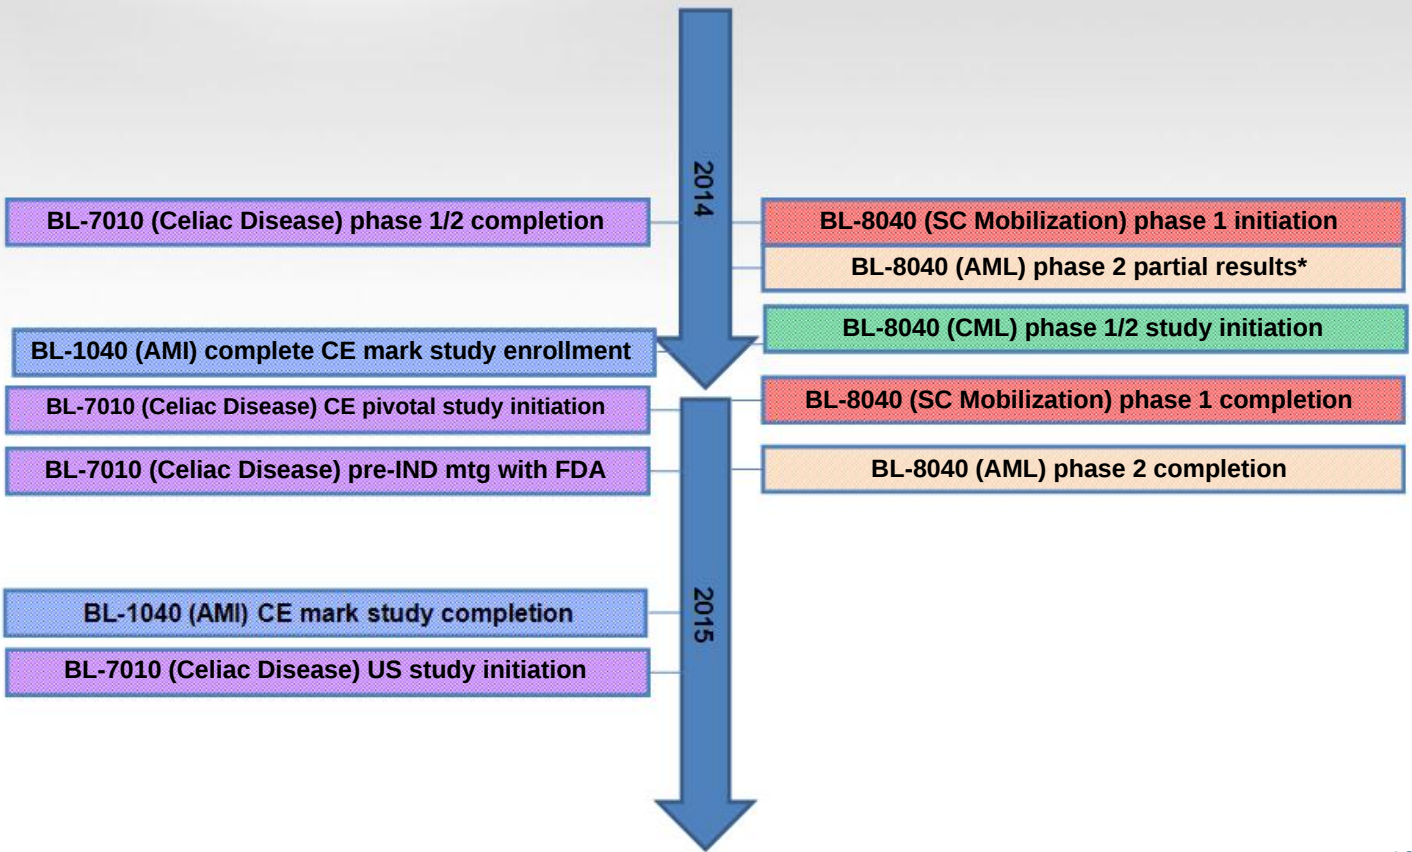 2014
BL-7010 (Celiac Disease) phase 1/2 completion
BL-8040 (SC Mobilization) phase 1 initiation
BL-8040 (AML) phase 2 partial results*
BL-8040 (CML) phase 1/2 study initiation
BL-1040 (AMI) complete CE mark study enrollment
BL-7010 (Celiac Disease) CE pivotal study initiation
BL-8040 (SC Mobilization) phase 1 completion
BL-7010 (Celiac Disease) pre-IND mtg with FDA
BL-8040 (AML) phase 2 completion
2015
BL-1040 (AMI) CE mark study completion
BL-7010 (Celiac Disease) US study initiation